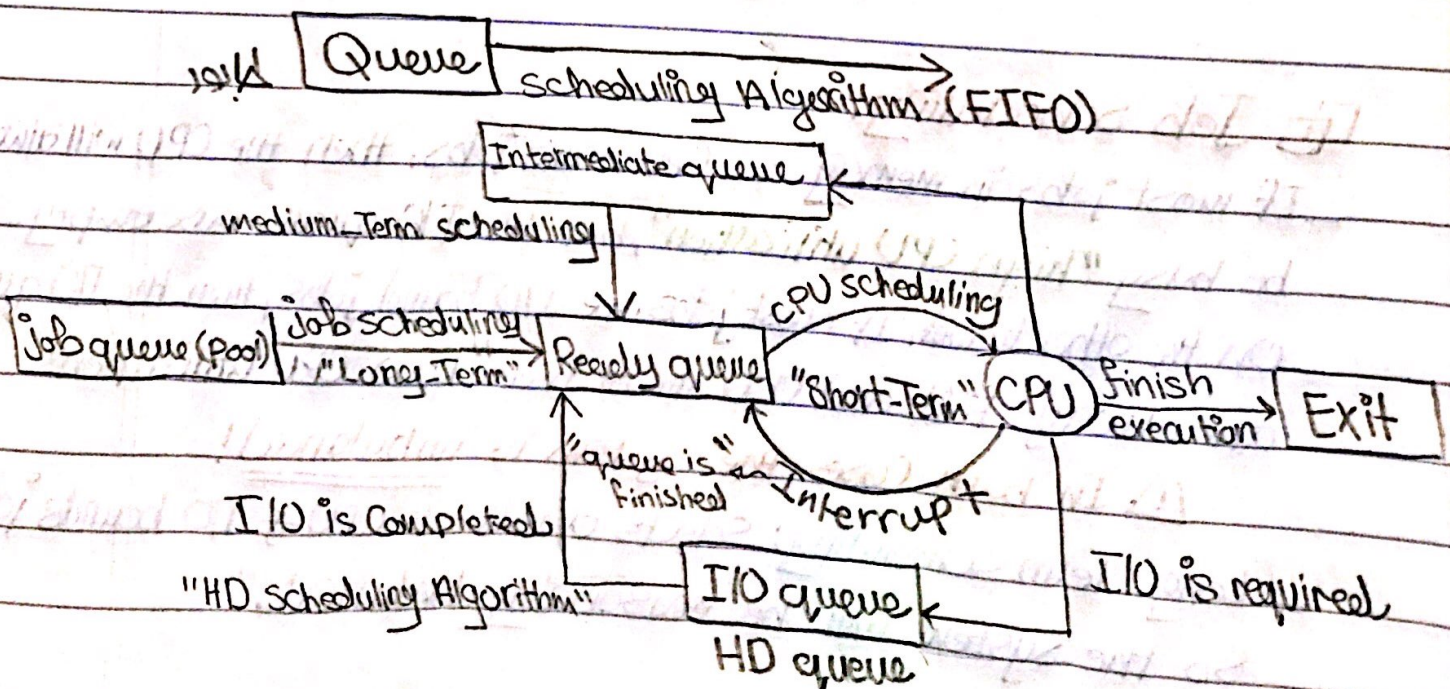 Queue
Scheduling Algorithm (FIFO)
Intermediate queue
medium-Term scheduling
CPU scheduling
job queue (pool)
job scheduling
"Long-Term"
Ready queue
"Short-Term"
CPU
finish
execution
Exit
"queue is
finished"
an interrupt
I/O is Completed
I/O is required
"HD scheduling Algorithm"
I/O queue
HD queue